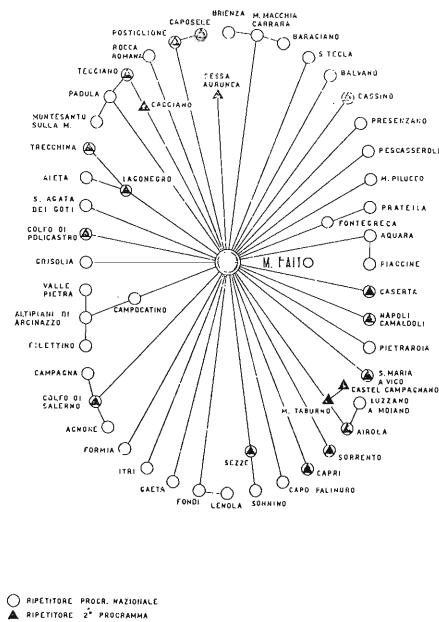 BRIENZA
M. MACCHIA
CARRARA
CAPOSELE
POSTIGLIONE
BARAGIANO
ROCCA
ROMANA
S. TECLA
TEGGIANO
SESSA
AURUNCA
BALVANO
PADULA
CAGGIANO
CASSINO
MONTESANTO
SULLA M.
PRESENZANO
TRECCHINA
PESCASSEROLI
AIETA
LAGONEGRO
M. PILUCCO
S. AGATA
DEI GOTI
PRATELLA
FONTEGRECA
GOLFO DI
POLICASTRO
AQUARA
GRISOLIA
M. FAITO
FIAGGINE
VALLE
PIETRA
CASERTA
CAMPOCATINO
ALTIPIANI DI
ARCINAZZO
NAPOLI
CAMALDOLI
FILETTINO
PIETRAROIA
CAMPAGNA
S. MARIA
A VICO
CASTEL CAMPAGNANO
GOLFO DI
SALERNO
M. TABURNO
LUZZANO
A MOIANO
AGNONE
AIROLA
FORMIA
SEZZE
SORRENTO
ITRI
CAPRI
GAETA
CAPO PALINURO
FONDI
LENOLA
SONNINO
RIPETITORE PROGR. NAZIONALE
RIPETITORE 2° PROGRAMMA